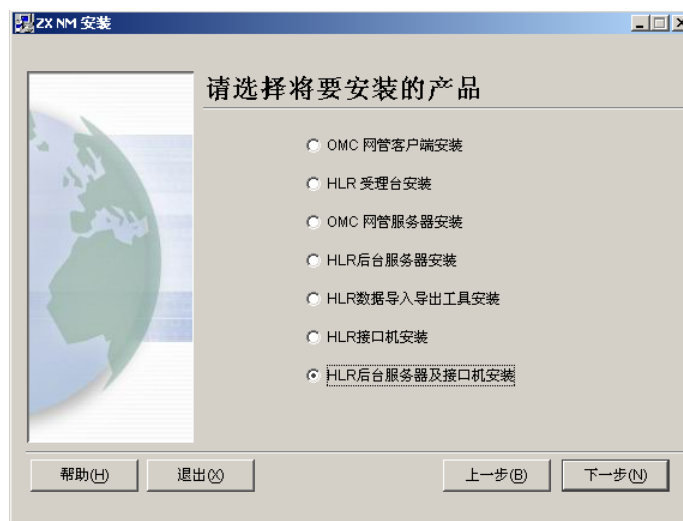 ZX NM 安装
请选择将要安装的产品
OMC 网管客户端安装
HLR 受理台安装
OMC 网管服务器安装
HLR后台服务器安装
HLR数据导入导出工具安装
HLR接口机安装
HLR后台服务器及接口机安装
帮助(H) 退出(X) 上一步(B) 下一步(N)